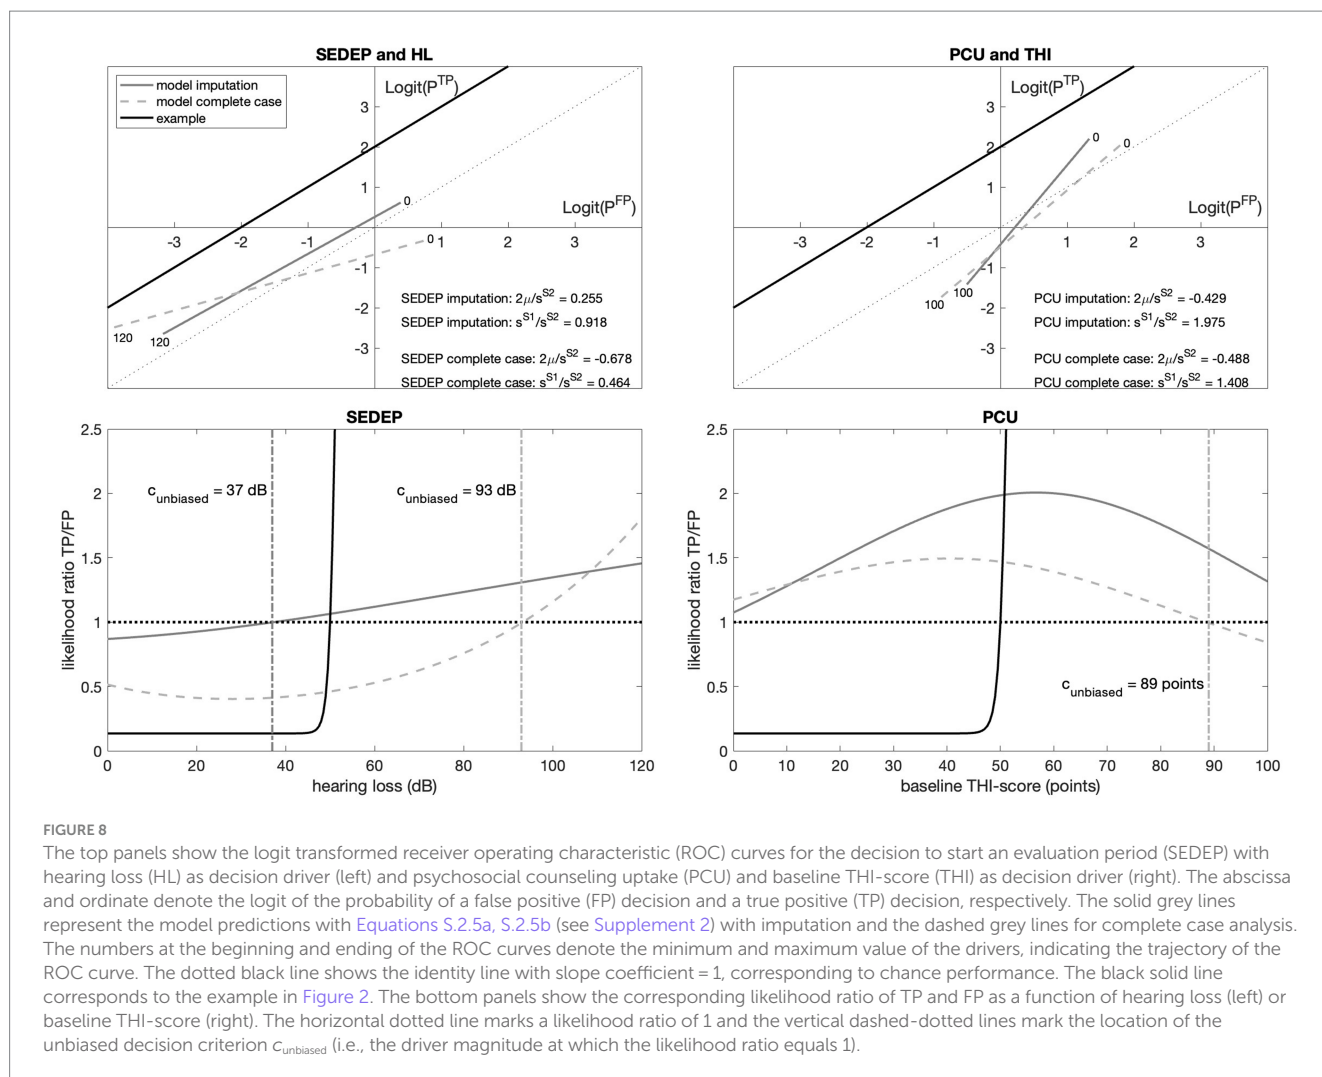 SEDEP and HL
model imputation
model complete case
example
Logit(P^TP)
Logit(P^FP)
3
2
1
-1
-2
-3
-3
-2
-1
1
2
3
0
0
120
120
SEDEP imputation: 2μ/s^S2 = 0.255
SEDEP imputation: s^S1/s^S2 = 0.918
SEDEP complete case: 2μ/s^S2 = -0.678
SEDEP complete case: s^S1/s^S2 = 0.464
PCU and THI
Logit(P^TP)
Logit(P^FP)
3
2
1
-1
-2
-3
-3
-2
-1
1
2
3
0
0
100
100
PCU imputation: 2μ/s^S2 = -0.429
PCU imputation: s^S1/s^S2 = 1.975
PCU complete case: 2μ/s^S2 = -0.488
PCU complete case: s^S1/s^S2 = 1.408
SEDEP
likelihood ratio TP/FP
2.5
2
1.5
1
0.5
0
c_unbiased = 37 dB
c_unbiased = 93 dB
0 20 40 60 80 100 120
hearing loss (dB)
PCU
likelihood ratio TP/FP
2.5
2
1.5
1
0.5
0
c_unbiased = 89 points
0 10 20 30 40 50 60 70 80 90 100
baseline THI-score (points)
FIGURE 8
The top panels show the logit transformed receiver operating characteristic (ROC) curves for the decision to start an evaluation period (SEDEP) with
hearing loss (HL) as decision driver (left) and psychosocial counseling uptake (PCU) and baseline THI-score (THI) as decision driver (right). The abscissa
and ordinate denote the logit of the probability of a false positive (FP) decision and a true positive (TP) decision, respectively. The solid grey lines
represent the model predictions with Equations S.2.5a, S.2.5b (see Supplement 2) with imputation and the dashed grey lines for complete case analysis.
The numbers at the beginning and ending of the ROC curves denote the minimum and maximum value of the drivers, indicating the trajectory of the
ROC curve. The dotted black line shows the identity line with slope coefficient = 1, corresponding to chance performance. The black solid line
corresponds to the example in Figure 2. The bottom panels show the corresponding likelihood ratio of TP and FP as a function of hearing loss (left) or
baseline THI-score (right). The horizontal dotted line marks a likelihood ratio of 1 and the vertical dashed-dotted lines mark the location of the
unbiased decision criterion c_unbiased (i.e., the driver magnitude at which the likelihood ratio equals 1).